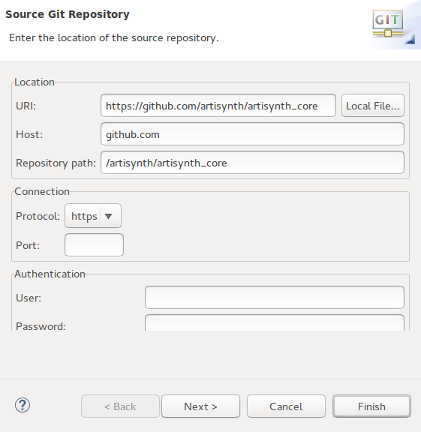 Source Git Repository
Enter the location of the source repository.
GIT
Location
URI: https://github.com/artisynth/artisynth_core Local File...
Host: github.com
Repository path: /artisynth/artisynth_core
Connection
Protocol: https
Port:
Authentication
User:
Password:
? < Back Next > Cancel Finish